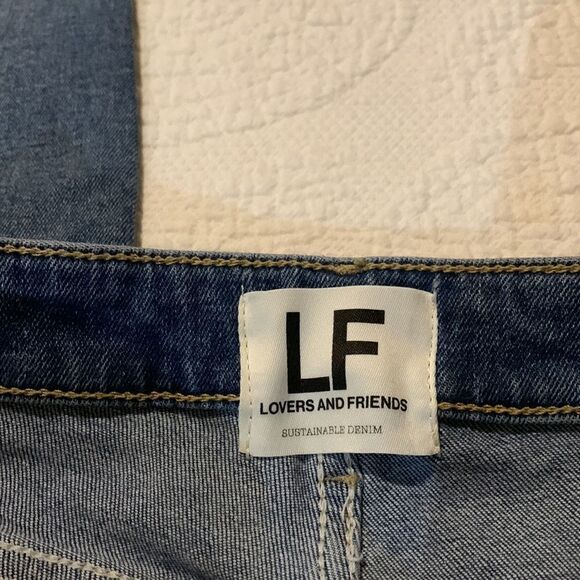 LF
LOVERS AND FRIENDS
SUSTAINABLE DENIM